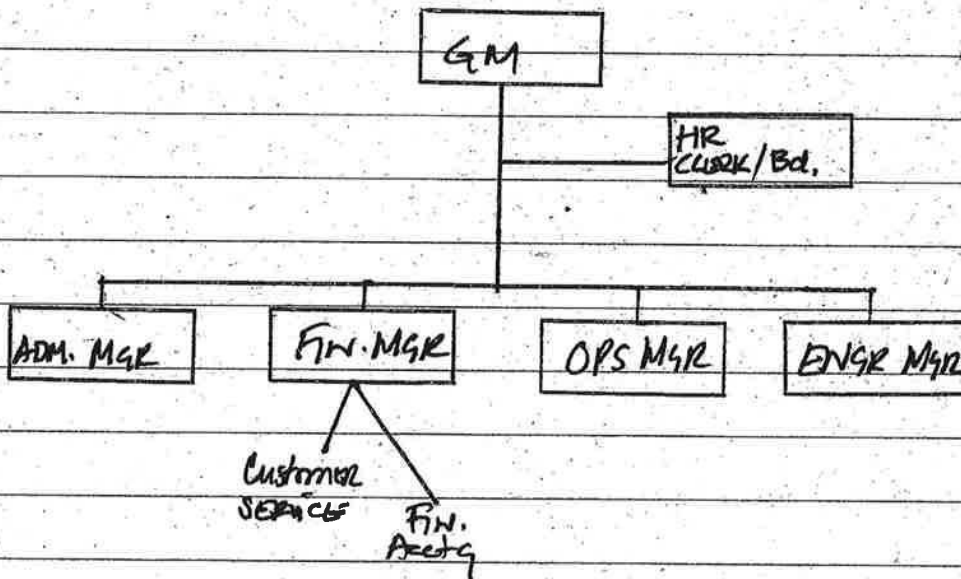 GM
HR
CLERK/Bd.
ADM. MGR
FIN. MGR
OPS MGR
ENGR MGR
Customer
SERVICE
FIN.
Acctg